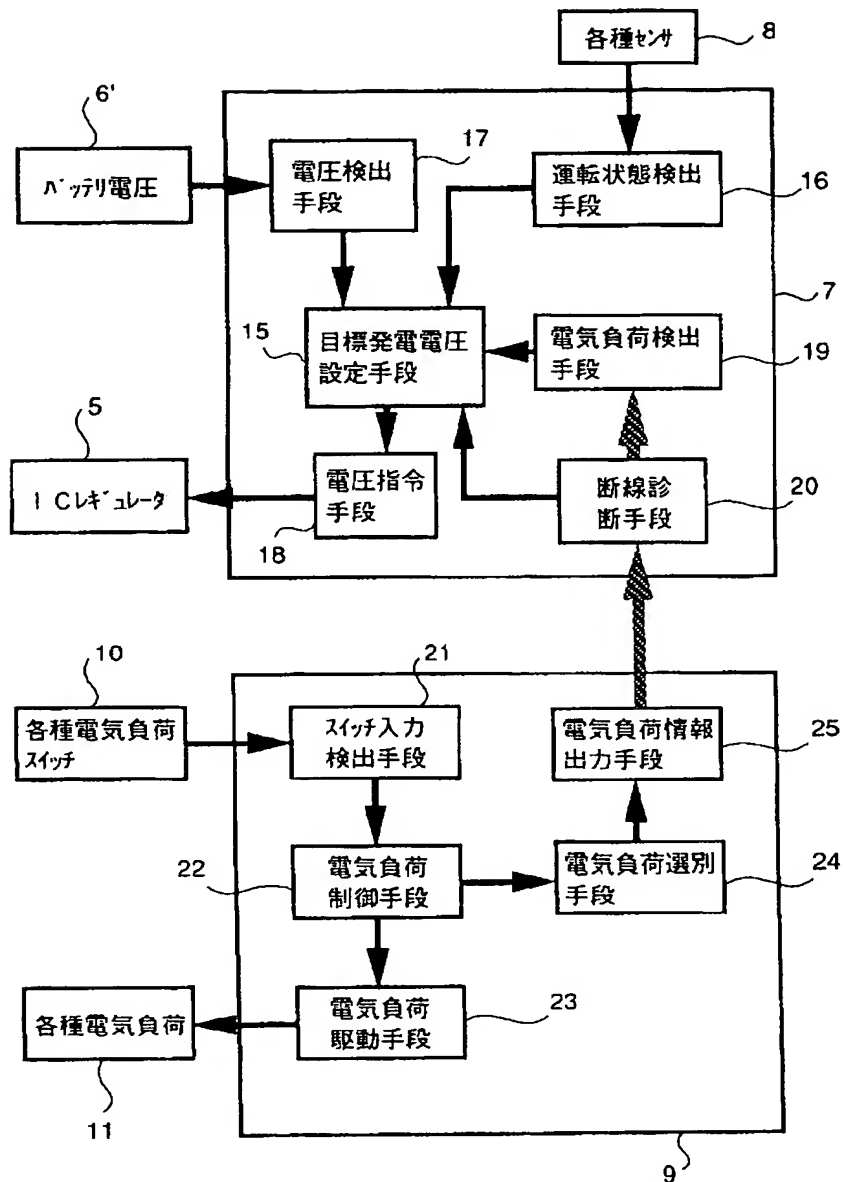 各種センサ
8
6'
バッテリ電圧
17
電圧検出
手段
運転状態検出
手段
16
7
15
目標発電電圧
設定手段
電気負荷検出
手段
19
5
ICレギュレータ
電圧指令
手段
18
断線診
断手段
20
10
各種電気負荷
スイッチ
21
スイッチ入力
検出手段
電気負荷情報
出力手段
25
22
電気負荷
制御手段
電気負荷選別
手段
24
各種電気負荷
11
電気負荷
駆動手段
23
9